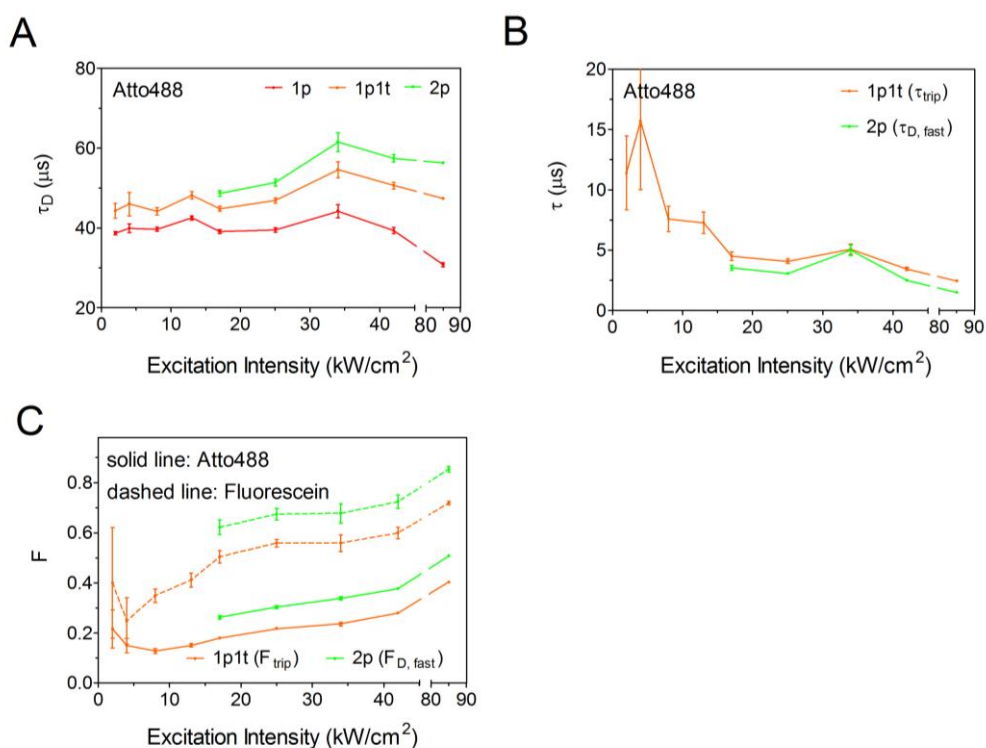 A
Atto488
1p
1p1t
2p
80
60
40
20
τD (µs)
0 10 20 30 40 80 90
Excitation Intensity (kW/cm²)
B
Atto488
1p1t (τtrip)
2p (τD, fast)
20
15
10
5
0
τ (µs)
0 10 20 30 40 80 90
Excitation Intensity (kW/cm²)
C
solid line: Atto488
dashed line: Fluorescein
0.8
0.6
0.4
0.2
0.0
F
1p1t (Ftrip)
2p (FD, fast)
0 10 20 30 40 80 90
Excitation Intensity (kW/cm²)